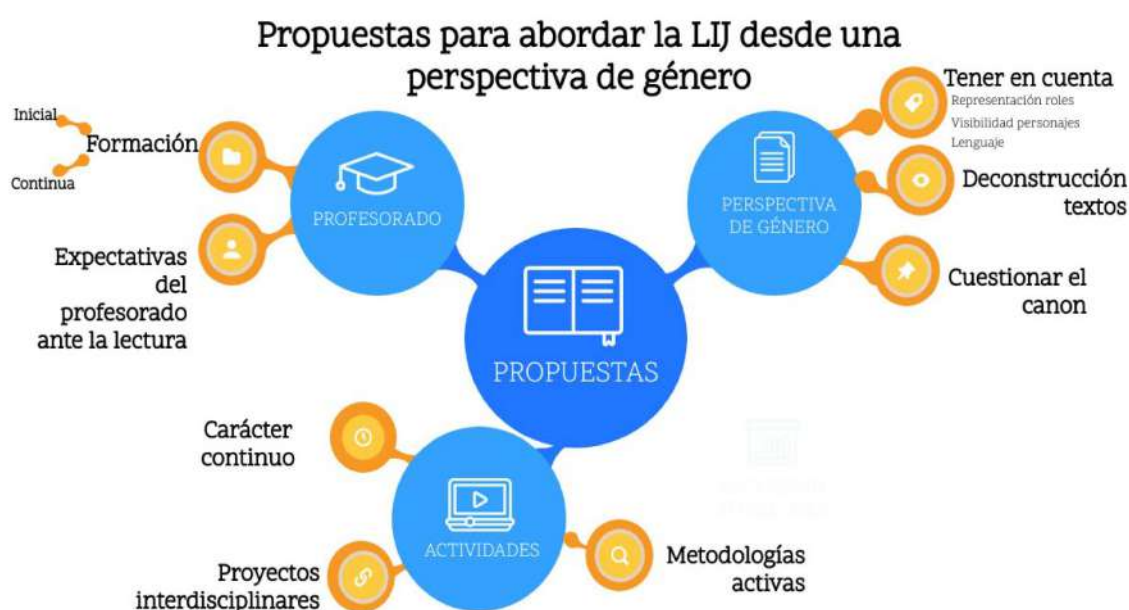 Propuestas para abordar la LIJ desde una
perspectiva de género
Inicial
Continua
Formación
Expectativas
del
profesorado
ante la lectura
PROFESORADO
PROPUESTAS
PERSPECTIVA
DE GÉNERO
Tener en cuenta
Representación roles
Visibilidad personajes
Lenguaje
Deconstrucción
textos
Cuestionar el
canon
Carácter
continuo
Proyectos
interdisciplinares
ACTIVIDADES
Metodologías
activas